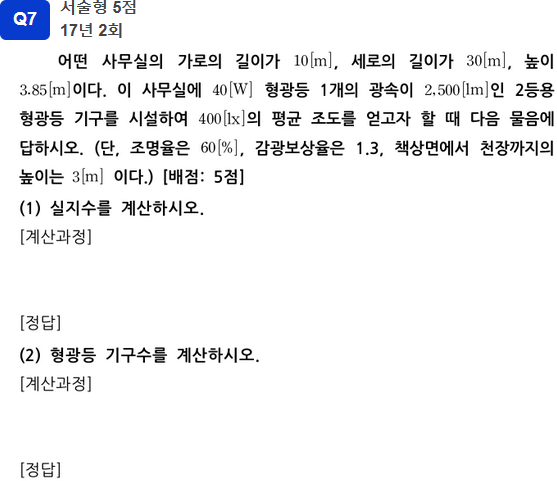 Q7
서술형 5점
17년 2회
어떤 사무실의 가로의 길이가 10[m], 세로의 길이가 30[m], 높이
3.85[m]이다. 이 사무실에 40[W] 형광등 1개의 광속이 2,500[lm]인 2등용
형광등 기구를 시설하여 400[lx]의 평균 조도를 얻고자 할 때 다음 물음에
답하시오. (단, 조명율은 60[%], 감광보상율은 1.3, 책상면에서 천장까지의
높이는 3[m] 이다.) [배점: 5점]
(1) 실지수를 계산하시오.
[계산과정]
[정답]
(2) 형광등 기구수를 계산하시오.
[계산과정]
[정답]